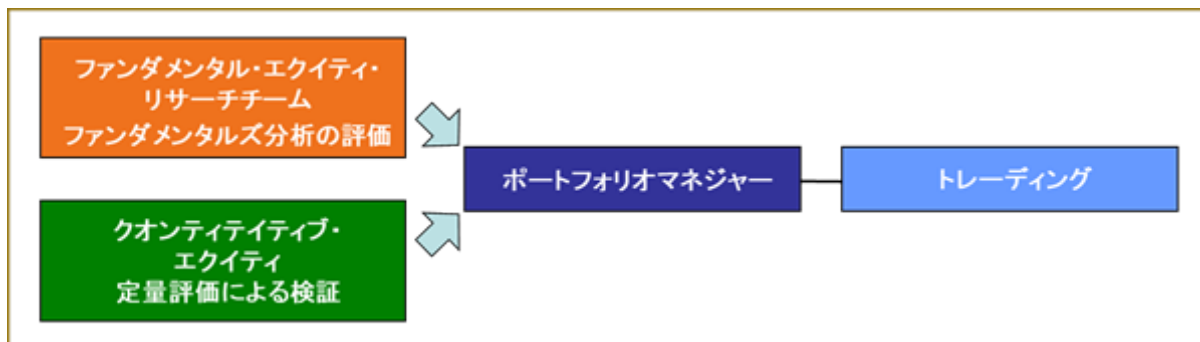 ファンダメンタル・エクイティ・
リサーチチーム
ファンダメンタルズ分析の評価
クオンティテイティブ・
エクイティ
定量評価による検証
ポートフォリオマネジャー
トレーディング